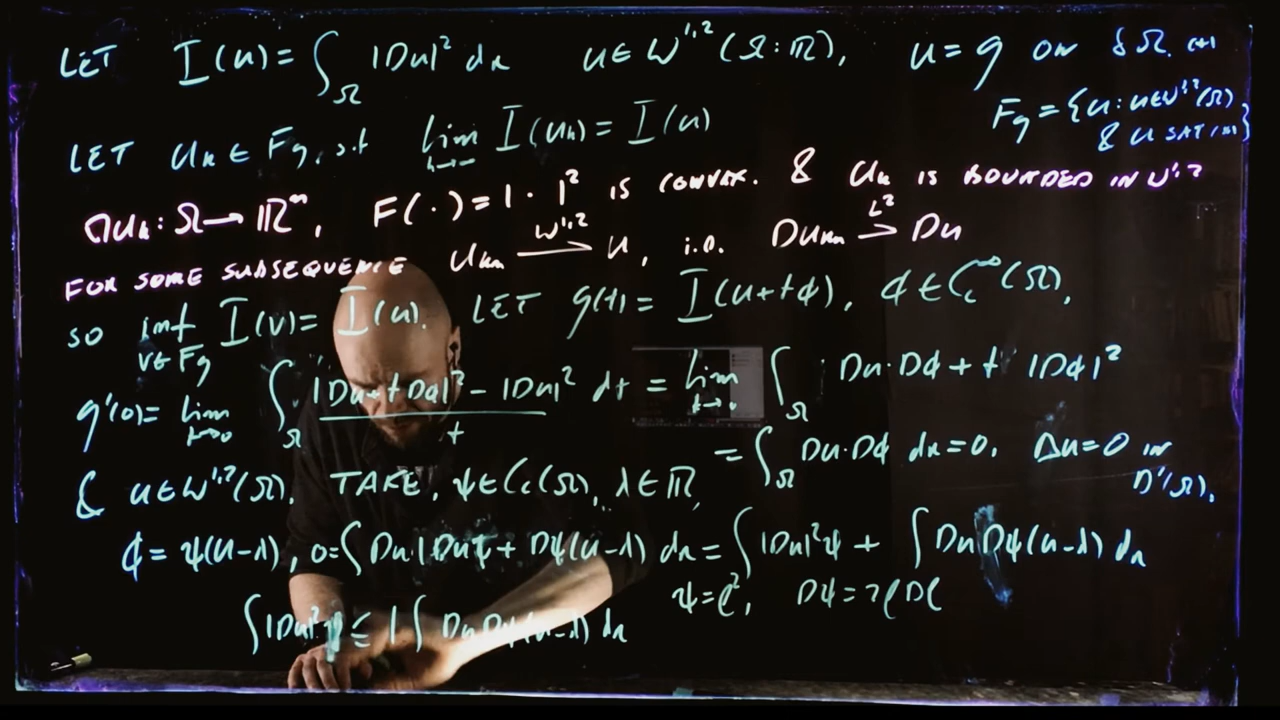 LET I(u) = ∫_Ω |Du|² dx u ∈ W^{1,2}(Ω:ℝ), u = g ON ∂Ω. (*)
F_g = {u: u∈W^{1,2}(Ω) & u SAT (*)}
LET u_k ∈ F_g, s.t lim_{k→∞} I(u_k) = I(u)
∇u_k: Ω → ℝⁿ, F(·) = |·|² IS CONVEX. & u_k IS BOUNDED IN W^{1,2}
FOR SOME SUBSEQUENCE u_{k_m} ⇀^{W^{1,2}} u, i.e. Du_{k_m} ⇀^{L²} Du
SO inf_{v∈F_g} I(v) = I(u). LET g(t) = I(u+tϕ), ϕ ∈ C_c^∞(Ω),
g'(0) = lim_{t→0} ∫_Ω |Du+tDϕ|² - |Du|² / t dt = lim_{t→0} ∫_Ω Du·Dϕ + t |Dϕ|²
= ∫_Ω Du·Dϕ dx = 0. Δu=0 IN D'(Ω).
& u∈W^{1,2}(Ω). TAKE, ψ∈C_c(Ω), λ∈ℝ,
ϕ = ψ(u-λ), 0=∫ Du·(Duψ + Dψ(u-λ) dx = ∫|Du|²ψ + ∫ Du Dψ(u-λ) dx
ψ=ζ², Dψ = 2ζDζ
∫|Du|² ≤ |∫ Du Dψ(u-λ) dx